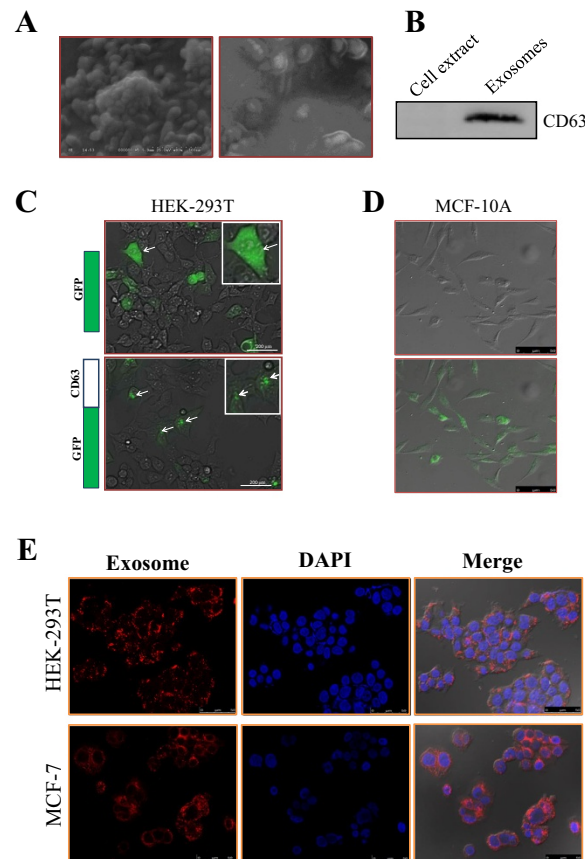 A
B
Cell extract
Exosomes
CD63
C
HEK-293T
D
MCF-10A
GFP
200 μm
CD63
GFP
200 μm
E
Exosome
DAPI
Merge
HEK-293T
MCF-7